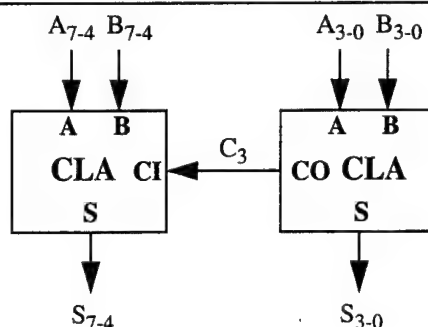 A7-4 B7-4 A3-0 B3-0
A B A B
CLA CI C3 CO CLA
S S
S7-4 S3-0